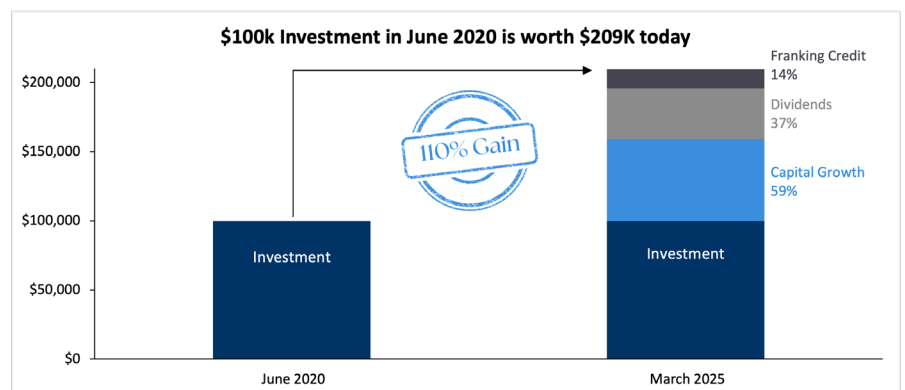 $100k Investment in June 2020 is worth $209K today
$200,000
$150,000
$100,000
$50,000
$0
110% Gain
Investment
Investment
Franking Credit
14%
Dividends
37%
Capital Growth
59%
June 2020
March 2025